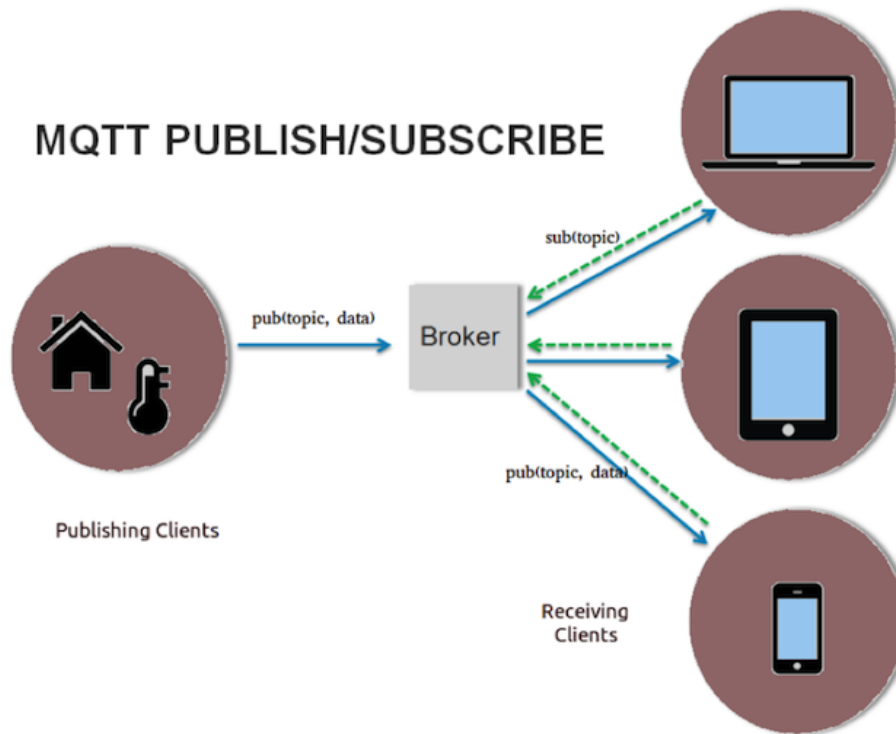 MQTT PUBLISH/SUBSCRIBE
sub(topic)
pub(topic, data)
Broker
pub(topic, data)
Publishing Clients
Receiving
Clients